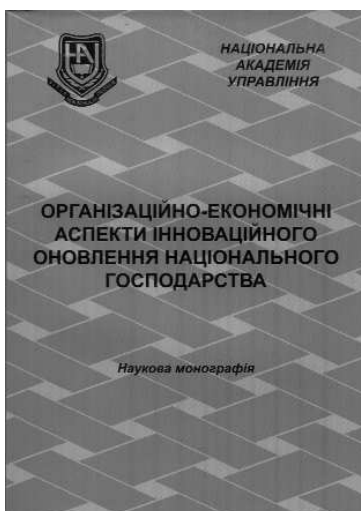 НАЦІОНАЛЬНА
АКАДЕМІЯ
УПРАВЛІННЯ
ОРГАНІЗАЦІЙНО-ЕКОНОМІЧНІ
АСПЕКТИ ІННОВАЦІЙНОГО
ОНОВЛЕННЯ НАЦІОНАЛЬНОГО
ГОСПОДАРСТВА
Наукова монографія